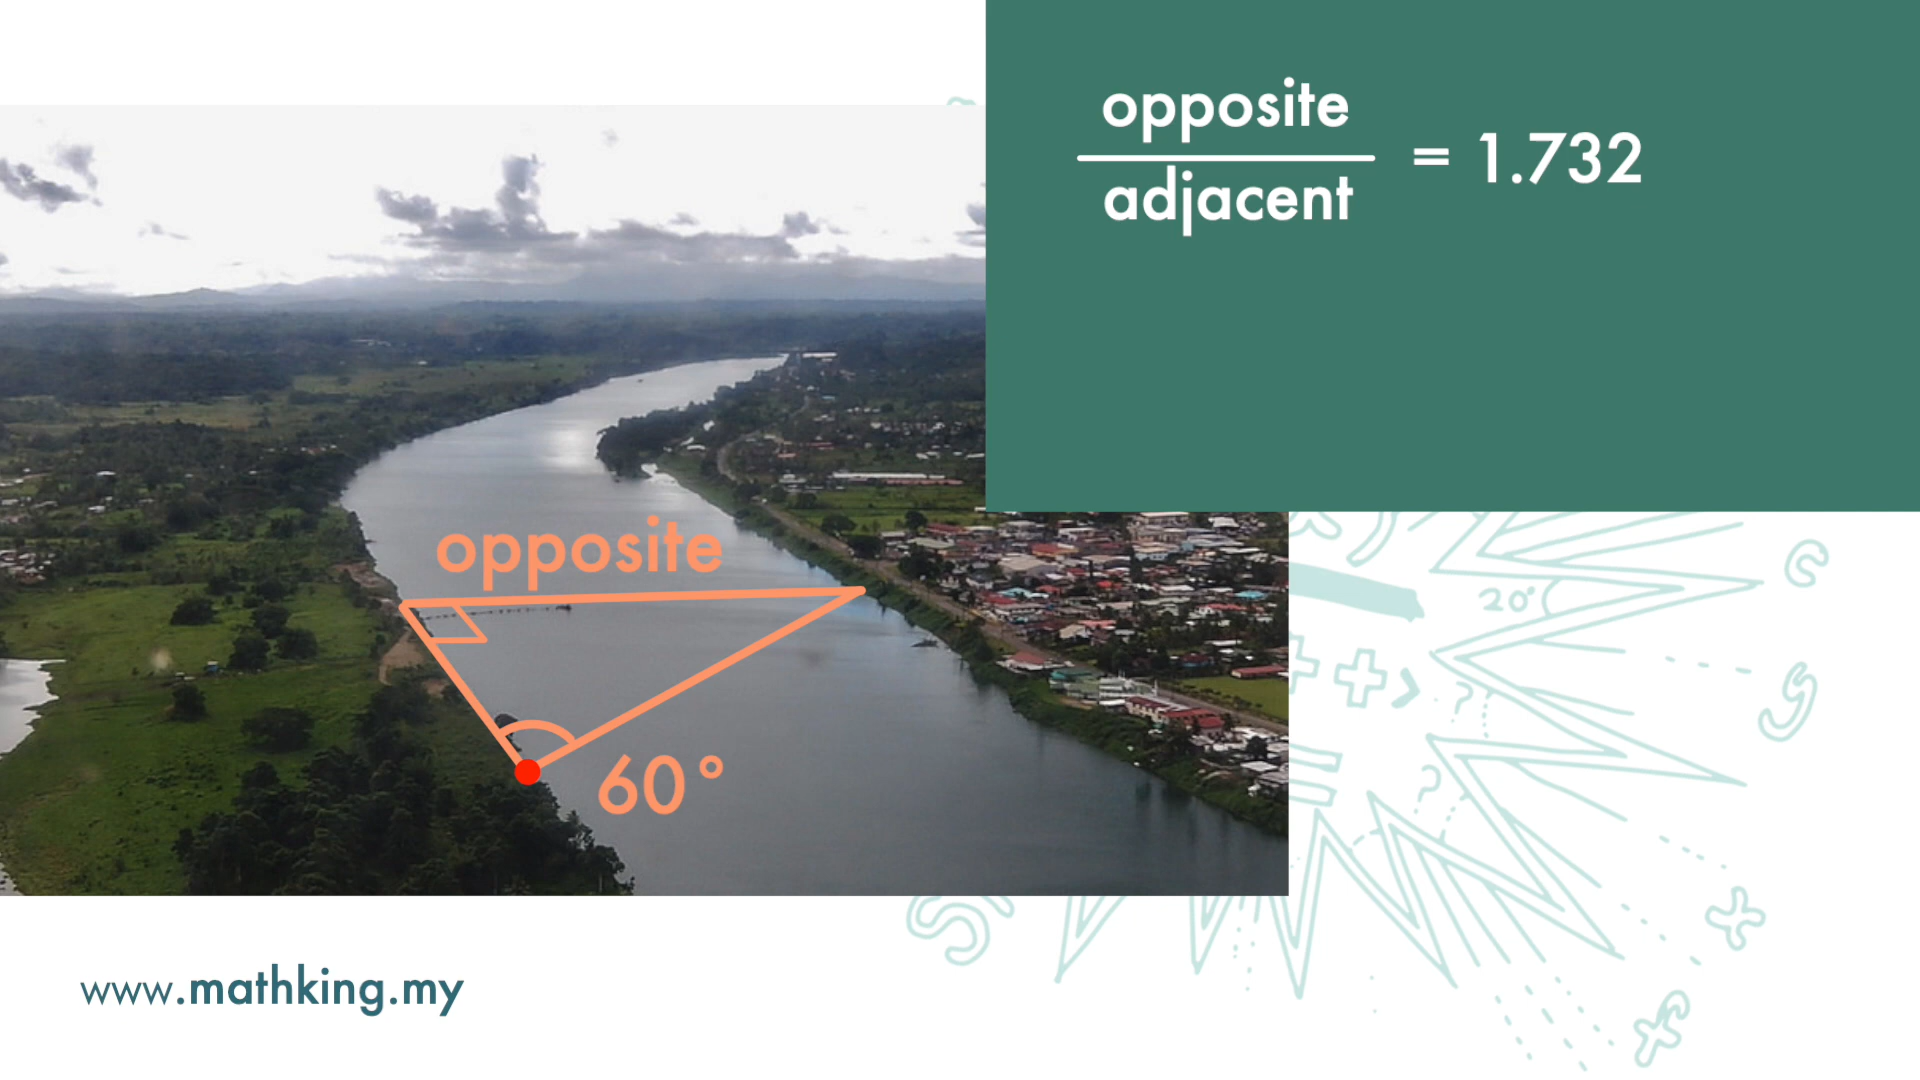 opposite
adjacent
= 1.732
opposite
60°
20°
www.mathking.my